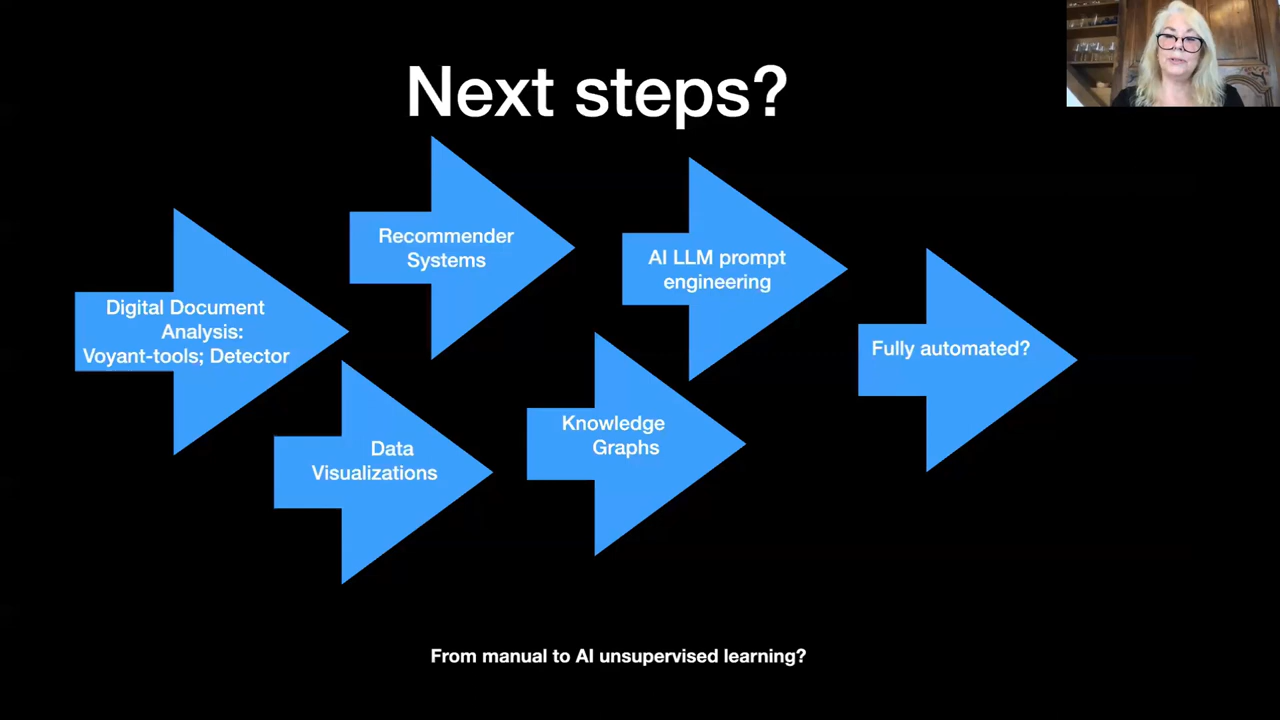 Next steps?
Recommender
Systems
AI LLM prompt
engineering
Digital Document
Analysis:
Voyant-tools; Detector
Fully automated?
Data
Visualizations
Knowledge
Graphs
From manual to AI unsupervised learning?